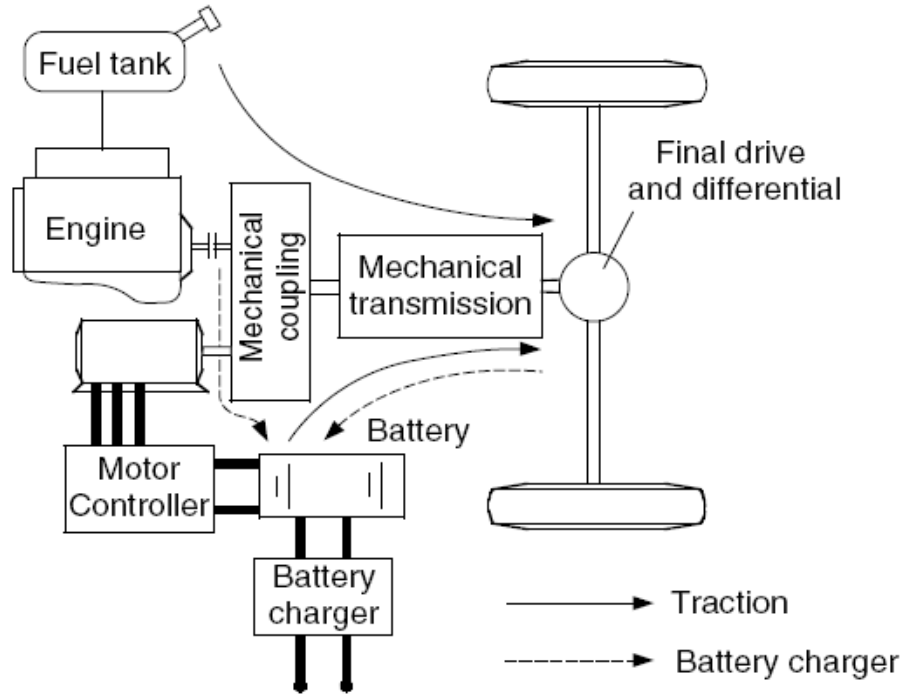 Fuel tank
Engine
Mechanical
coupling
Mechanical
transmission
Final drive
and differential
Battery
Motor
Controller
Battery
charger
Traction
Battery charger